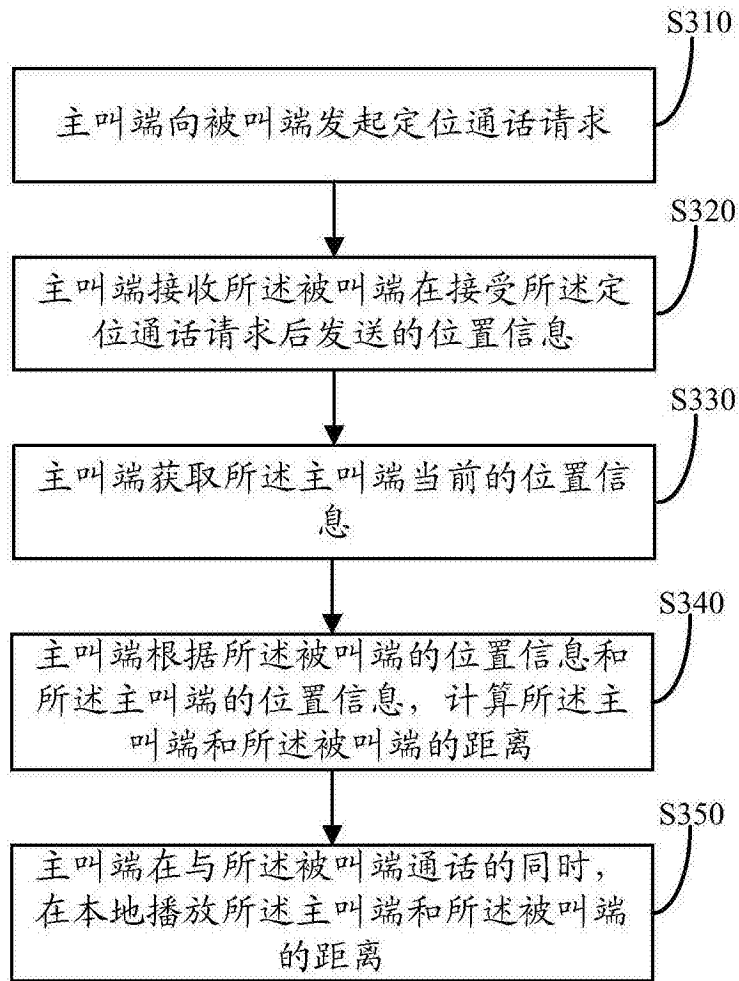 S310
主叫端向被叫端发起定位通话请求
S320
主叫端接收所述被叫端在接受所述定
位通话请求后发送的位置信息
S330
主叫端获取所述主叫端当前的位置信
息
S340
主叫端根据所述被叫端的位置信息和
所述主叫端的位置信息，计算所述主
叫端和所述被叫端的距离
S350
主叫端在与所述被叫端通话的同时，
在本地播放所述主叫端和所述被叫端
的距离